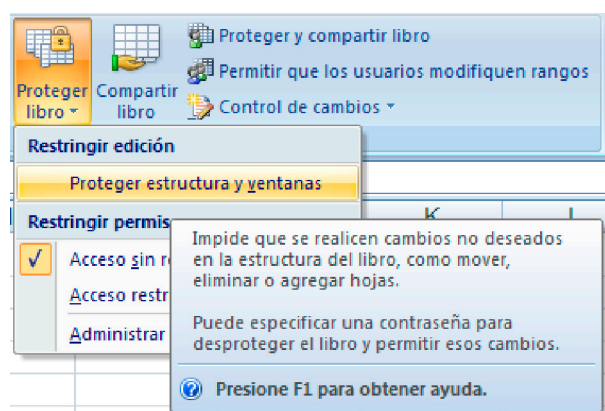 Proteger libro
Compartir libro
Proteger y compartir libro
Permitir que los usuarios modifiquen rangos
Control de cambios
Restringir edición
Proteger estructura y ventanas
Restringir permis
Acceso sin r
Acceso restr
Administrar
K
Impide que se realicen cambios no deseados
en la estructura del libro, como mover,
eliminar o agregar hojas.
Puede especificar una contraseña para
desproteger el libro y permitir esos cambios.
Presione F1 para obtener ayuda.